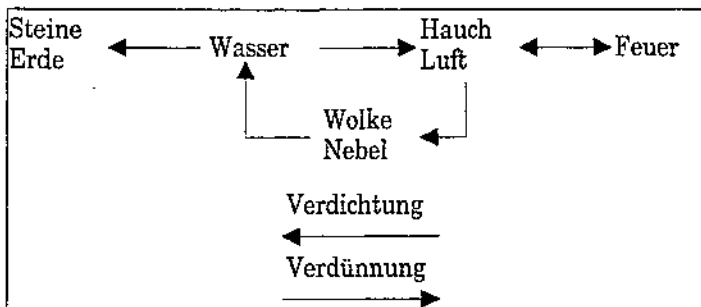 Steine
Erde
Wasser
Hauch
Luft
Feuer
Wolke
Nebel
Verdichtung
Verdünnung